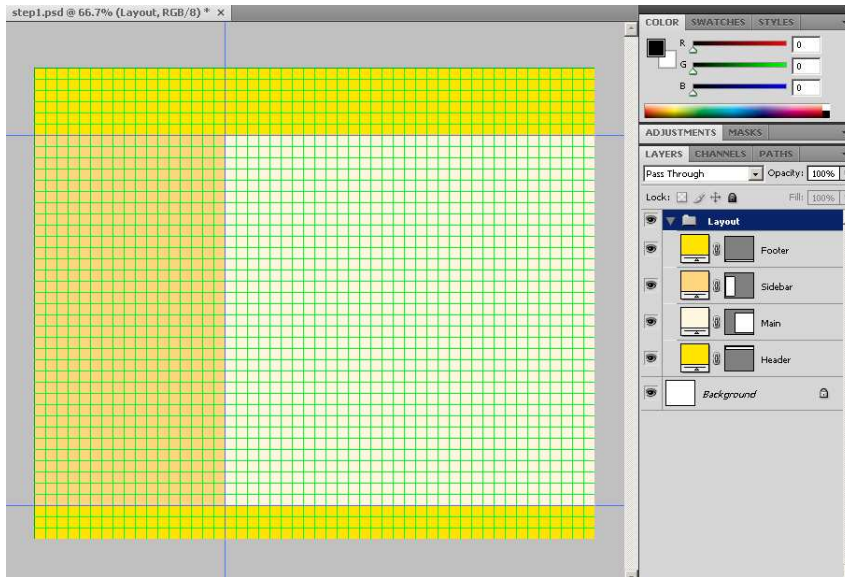 step1.psd @ 66.7% (Layout, RGB/8) * ×
COLOR SWATCHES STYLES
R 0
G 0
B 0
ADJUSTMENTS MASKS
LAYERS CHANNELS PATHS
Pass Through Opacity: 100%
Lock: Fill: 100%
Layout
Footer
Sidebar
Main
Header
Background